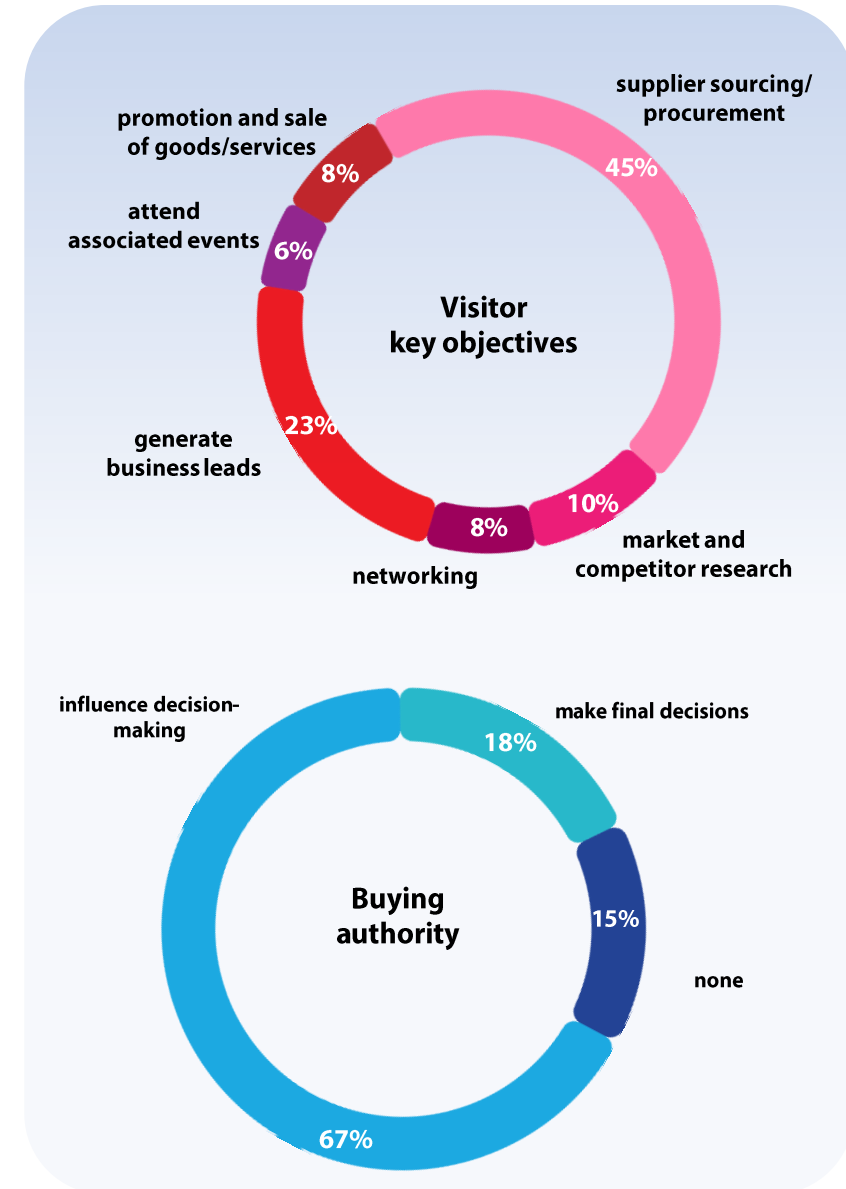 supplier sourcing/
procurement
promotion and sale
of goods/services
45%
8%
attend
associated events
6%
Visitor
key objectives
23%
generate
business leads
10%
8%
market and
competitor research
networking
influence decision-
making
make final decisions
18%
Buying
authority
15%
none
67%